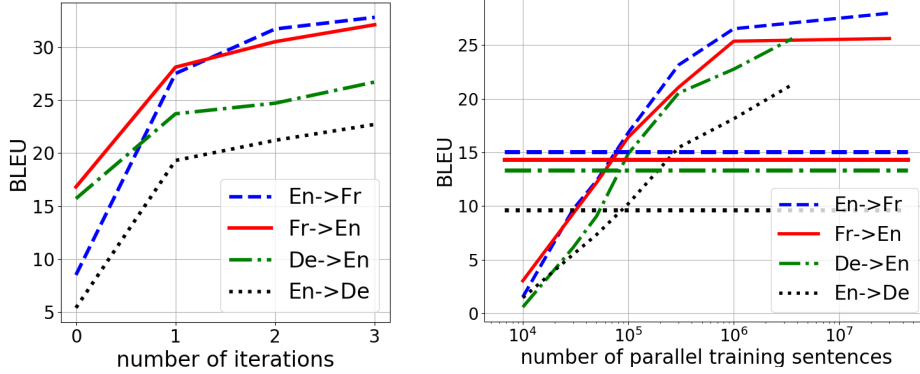 BLEU
30
25
20
15
10
5
En->Fr
Fr->En
De->En
En->De
0
1
2
3
number of iterations
BLEU
25
20
15
10
5
0
En->Fr
Fr->En
De->En
En->De
10⁴
10⁵
10⁶
10⁷
number of parallel training sentences